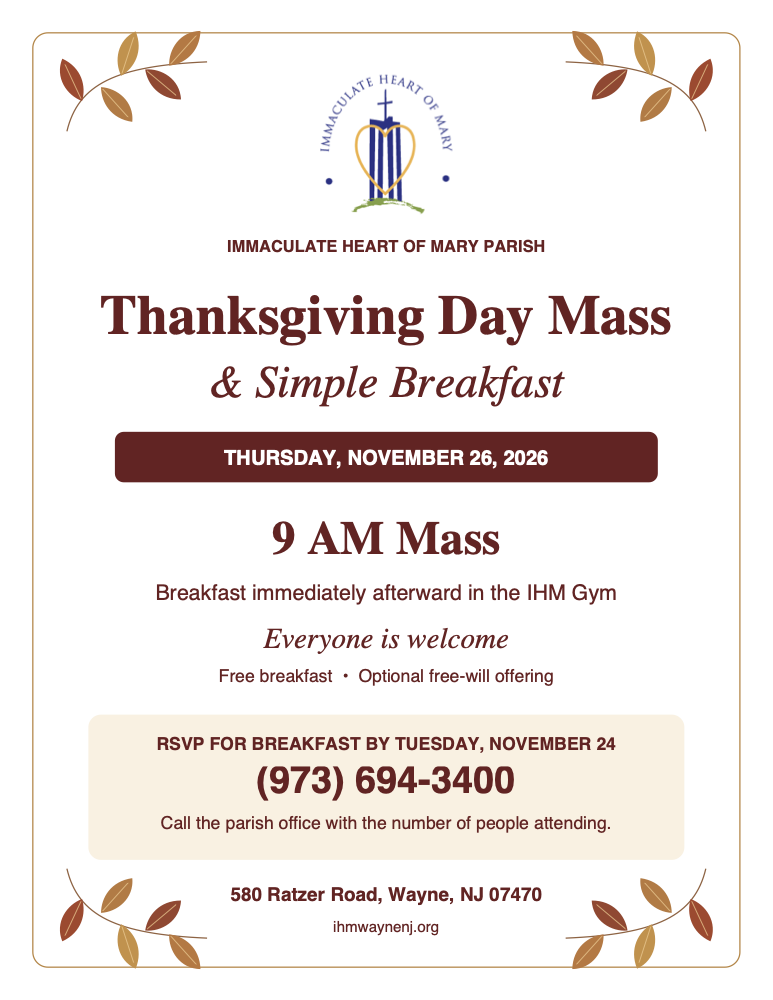 IMMACULATE HEART OF MARY
IMMACULATE HEART OF MARY PARISH
Thanksgiving Day Mass
& Simple Breakfast
THURSDAY, NOVEMBER 26, 2026
9 AM Mass
Breakfast immediately afterward in the IHM Gym
Everyone is welcome
Free breakfast • Optional free-will offering
RSVP FOR BREAKFAST BY TUESDAY, NOVEMBER 24
(973) 694-3400
Call the parish office with the number of people attending.
580 Ratzer Road, Wayne, NJ 07470
ihmwaynenj.org